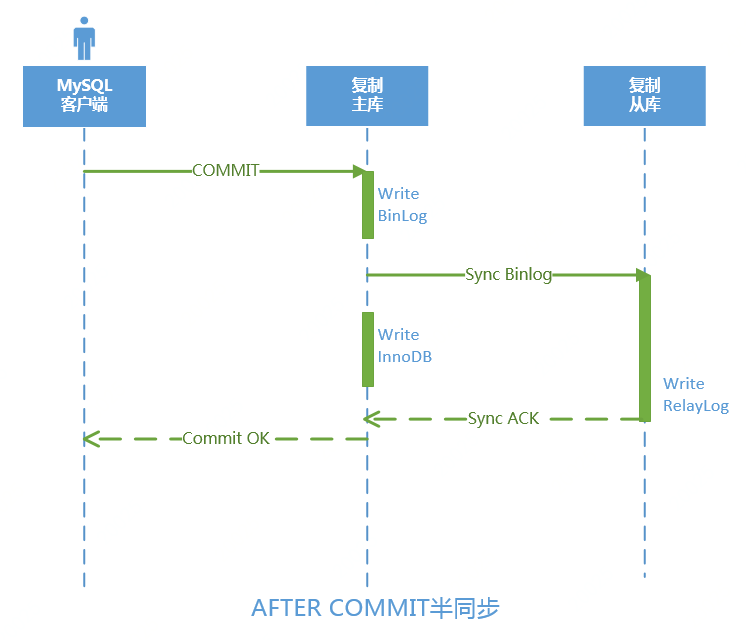 MySQL
客户端
复制
主库
复制
从库
COMMIT
Write
BinLog
Sync Binlog
Write
InnoDB
Write
RelayLog
Sync ACK
Commit OK
AFTER COMMIT半同步